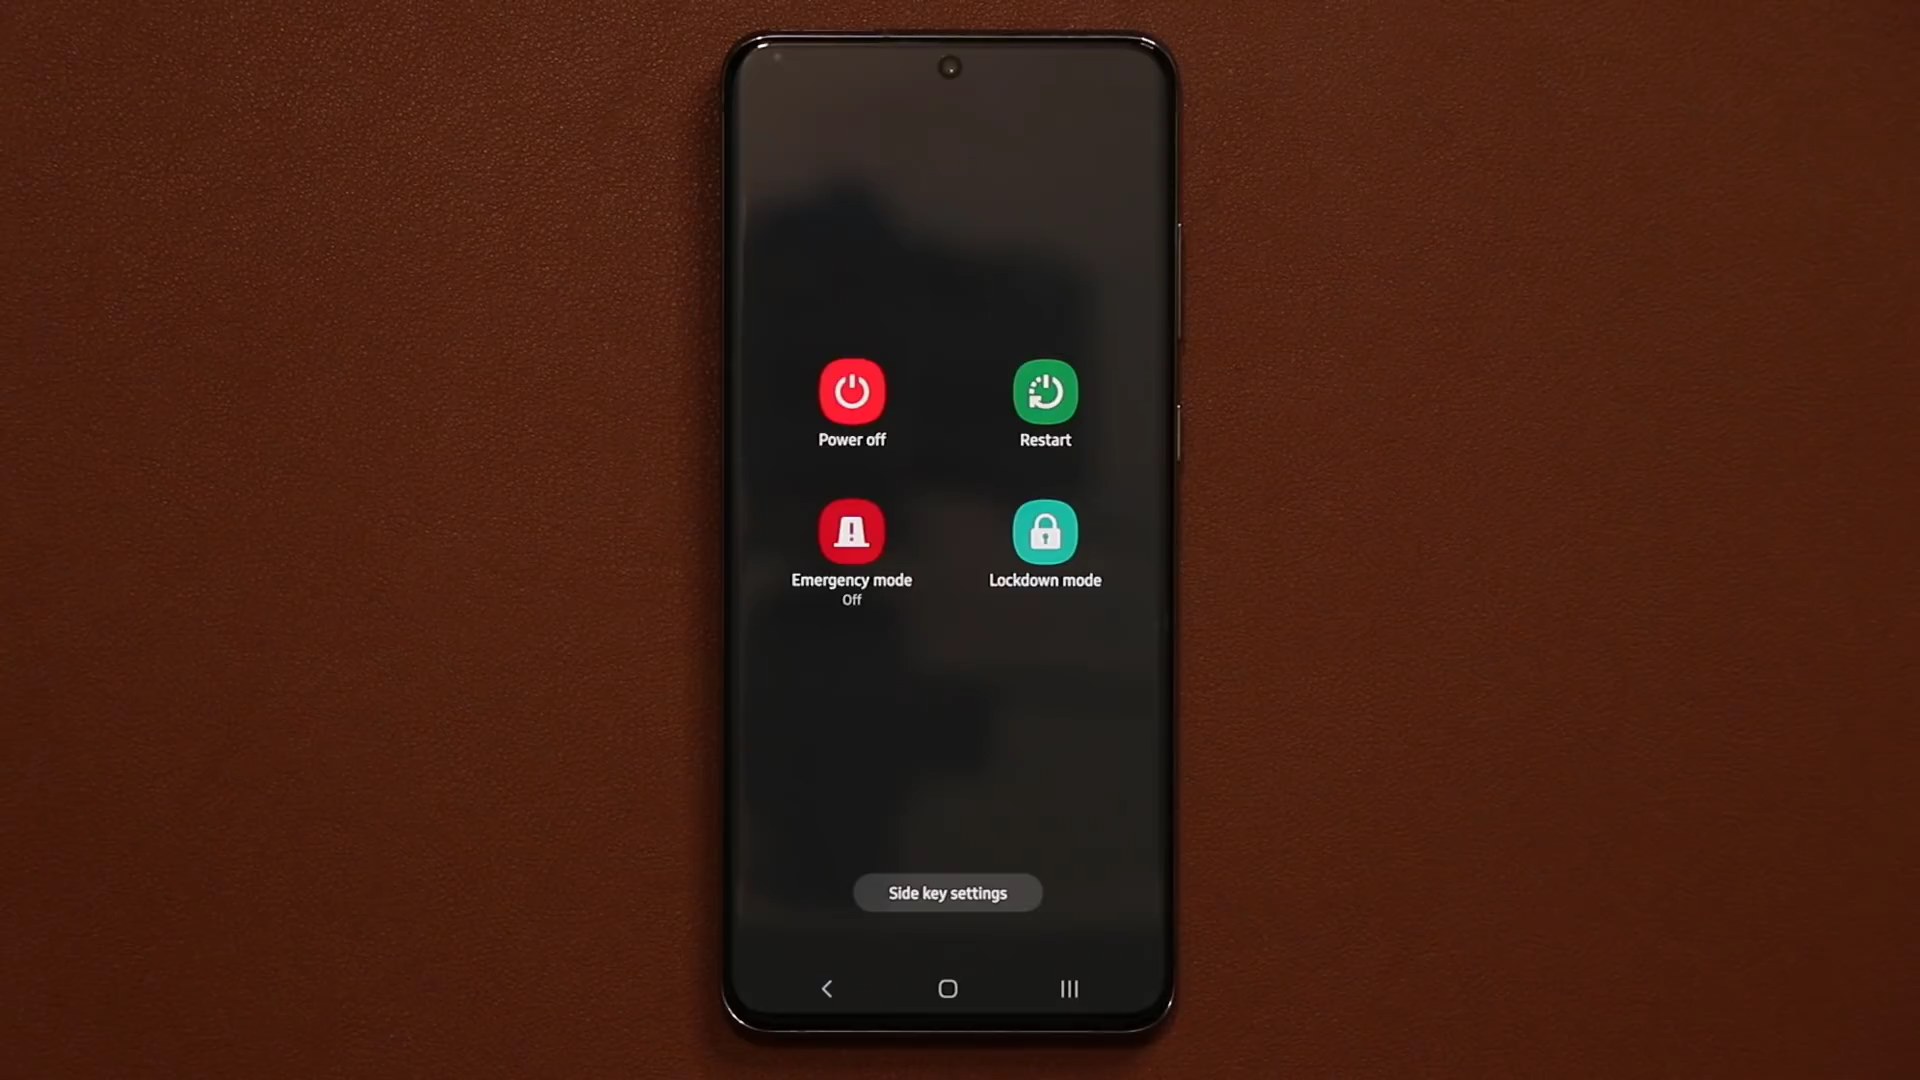 Power off
Restart
Emergency mode
Off
Lockdown mode
Side key settings